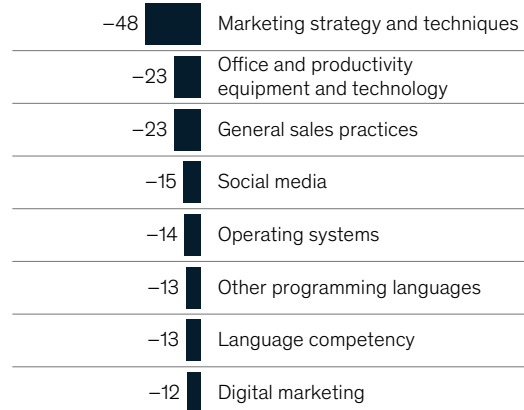 –48 Marketing strategy and techniques
–23 Office and productivity
equipment and technology
–23 General sales practices
–15 Social media
–14 Operating systems
–13 Other programming languages
–13 Language competency
–12 Digital marketing